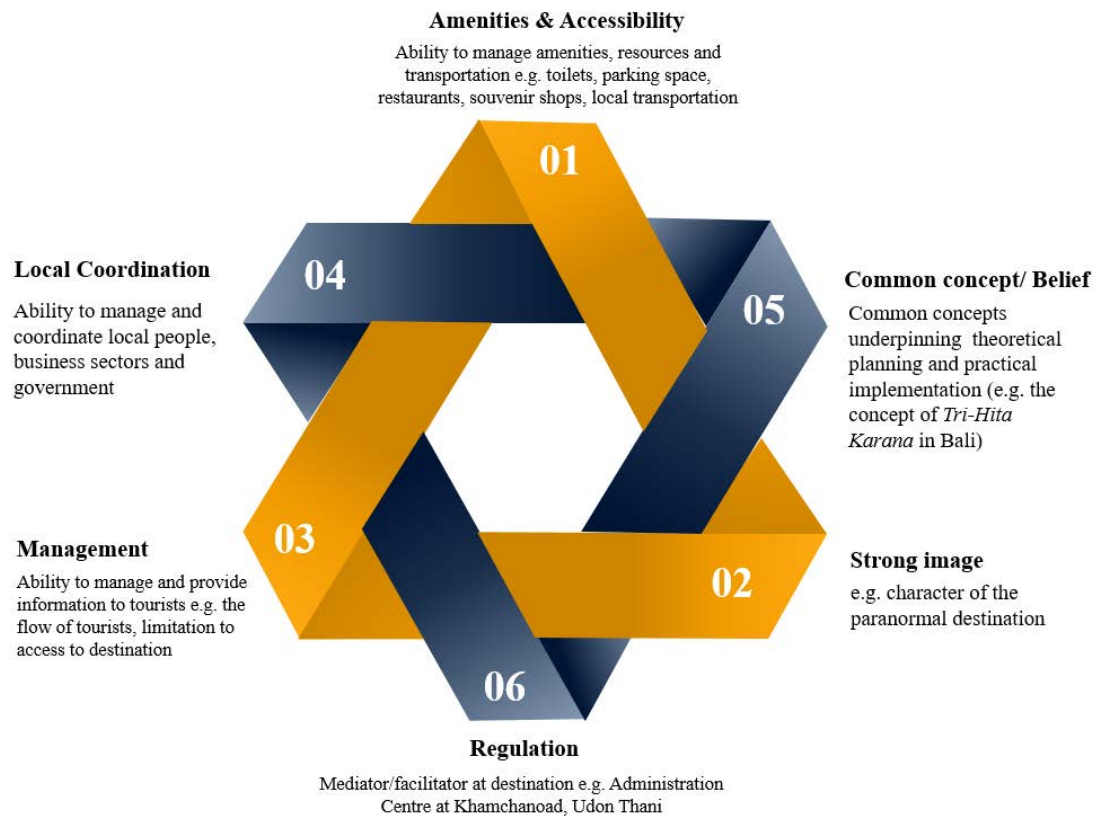 Amenities & Accessibility
Ability to manage amenities, resources and
transportation e.g. toilets, parking space,
restaurants, souvenir shops, local transportation
01
04
05
03
02
06
Local Coordination
Ability to manage and
coordinate local people,
business sectors and
government
Common concept/ Belief
Common concepts
underpinning theoretical
planning and practical
implementation (e.g. the
concept of Tri-Hita
Karana in Bali)
Management
Ability to manage and provide
information to tourists e.g. the
flow of tourists, limitation to
access to destination
Strong image
e.g. character of the
paranormal destination
Regulation
Mediator/facilitator at destination e.g. Administration
Centre at Khamchanoad, Udon Thani